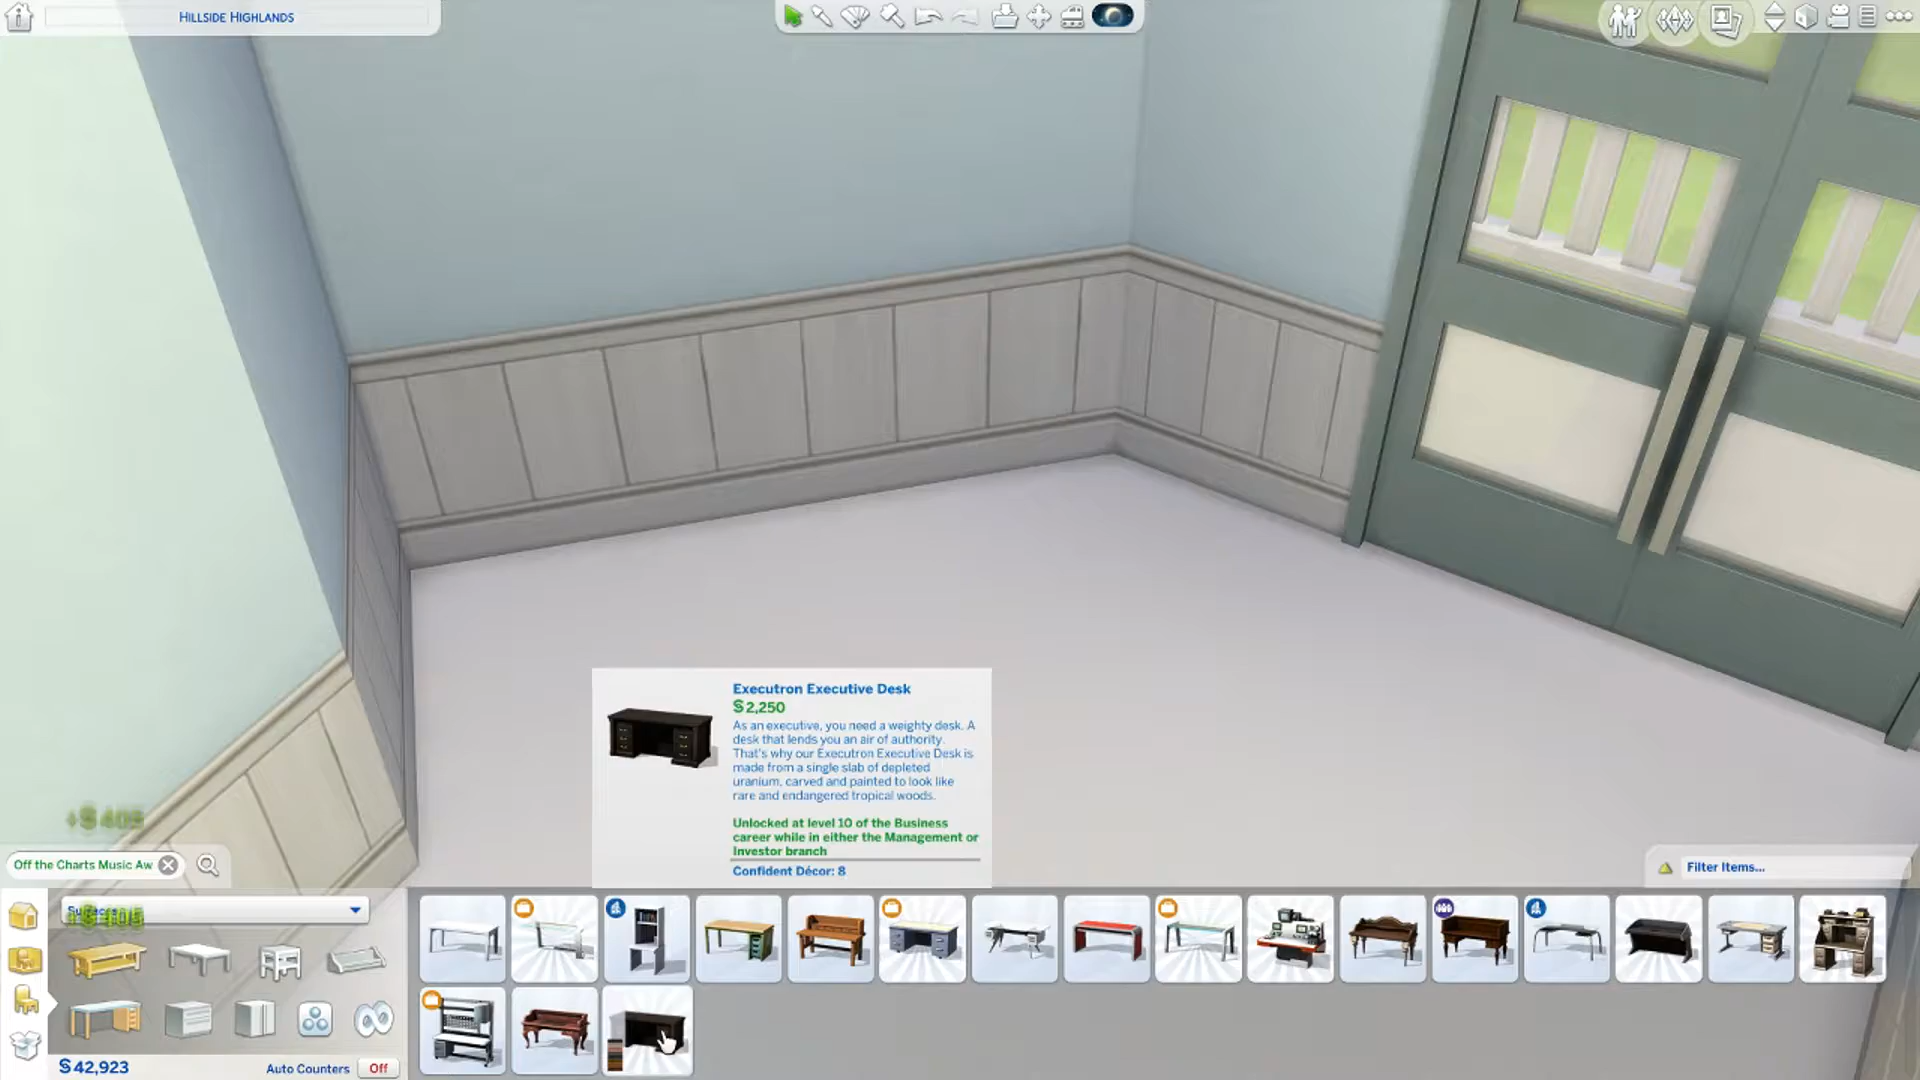 HILLSIDE HIGHLANDS
Executron Executive Desk
§2,250
As an executive, you need a weighty desk. A
desk that lends you an air of authority.
That's why our Executron Executive Desk is
made from a single slab of depleted
uranium, carved and painted to look like
rare and endangered tropical woods.
Unlocked at level 10 of the Business
career while in either the Management or
Investor branch
Confident Décor: 8
Off the Charts Music Aw
Filter Items...
§42,923
Auto Counters
Off